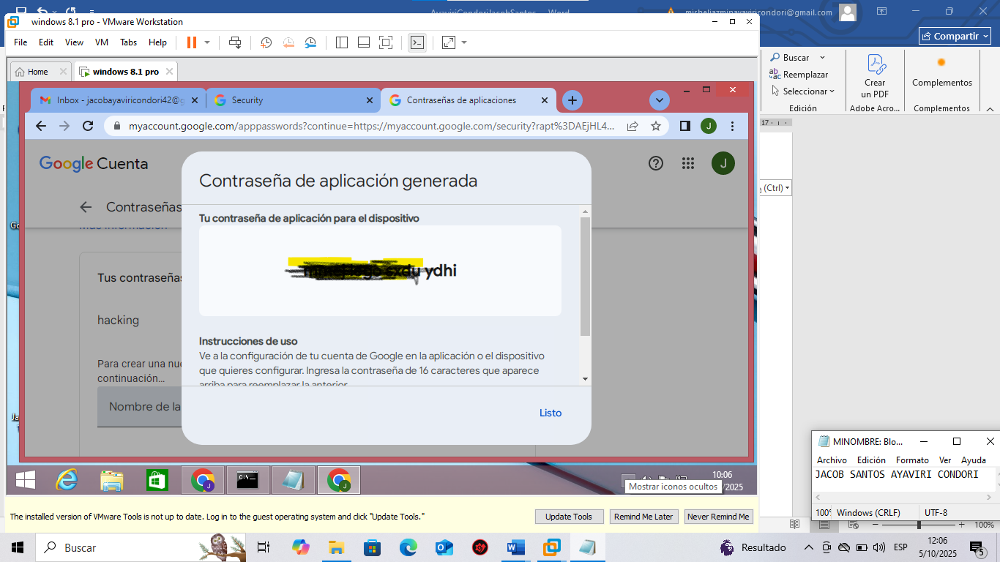 AyaviriCondoriJacobSantos - Word
misheljazminayaviricondori@gmail.com
windows 8.1 pro - VMware Workstation
Compartir
File Edit View VM Tabs Help
Buscar
Reemplazar
Seleccionar
Edición
Crear
un PDF
Adobe Acro...
Complementos
Complementos
Home
windows 8.1 pro
Inbox - jacobayaviricondori42@g
Security
Contraseñas de aplicaciones
myaccount.google.com/apppasswords?continue=https://myaccount.google.com/security?rapt%3DAEjHL4...
J
17
Google Cuenta
J
(Ctrl)
Contraseñas
Contraseña de aplicación generada
Tu contraseña de aplicación para el dispositivo
ydhi
Tus contraseñas
hacking
Para crear una nue
continuación...
Nombre de la
Instrucciones de uso
Ve a la configuración de tu cuenta de Google en la aplicación o el dispositivo
que quieres configurar. Ingresa la contraseña de 16 caracteres que aparece
arriba para reemplazar la anterior
Listo
MINOMBRE: Blo...
Archivo Edición Formato Ver Ayuda
JACOB SANTOS AYAVIRI CONDORI
100% Windows (CRLF) UTF-8
10:06
/2025
Mostrar iconos ocultos
The installed version of VMware Tools is not up to date. Log in to the guest operating system and click "Update Tools."
Update Tools
Remind Me Later
Never Remind Me
100%
Buscar
Resultado
ESP
12:06
5/10/2025
5